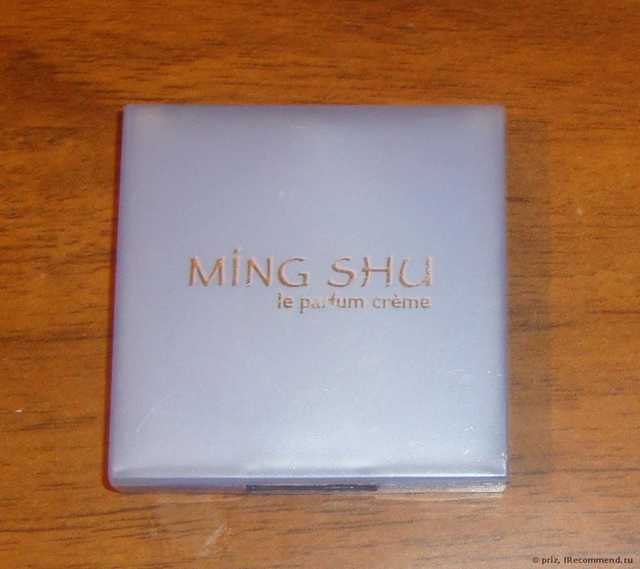 MiNG SHU
le parfum crème
© priz, IRecommend.ru